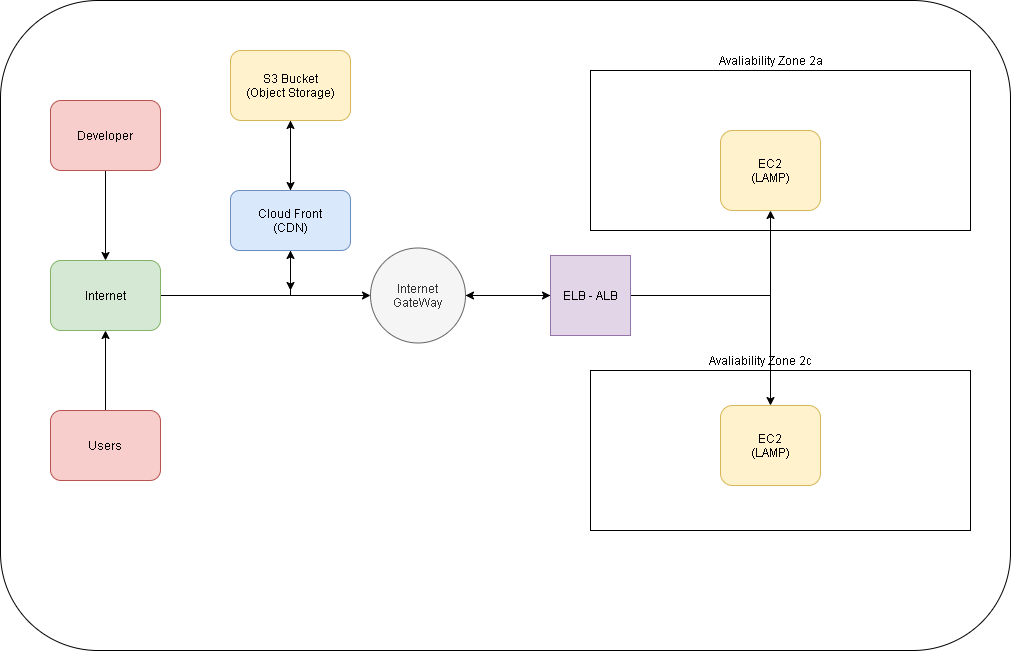 Avaliability Zone 2a
S3 Bucket
(Object Storage)
Developer
EC2
(LAMP)
Cloud Front
(CDN)
Internet
Internet
GateWay
ELB - ALB
Avaliability Zone 2c
Users
EC2
(LAMP)